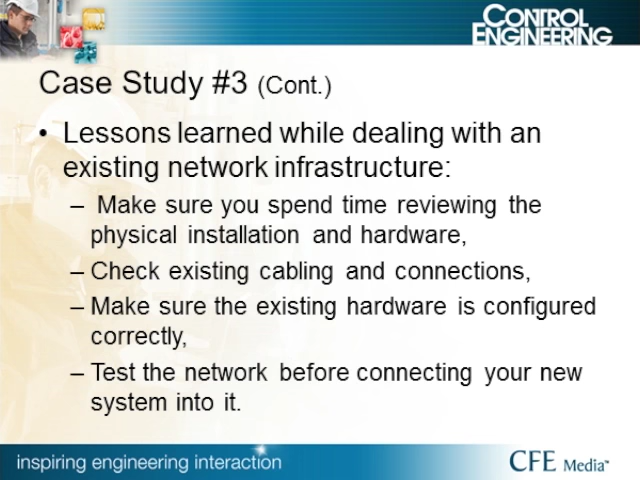 CONTROL
ENGINEERING
Case Study #3 (Cont.)
• Lessons learned while dealing with an
existing network infrastructure:
– Make sure you spend time reviewing the
physical installation and hardware,
– Check existing cabling and connections,
– Make sure the existing hardware is configured
correctly,
– Test the network before connecting your new
system into it.
inspiring engineering interaction
CFE Media™